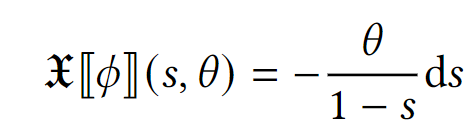 𝔛⟦ϕ⟧(s, θ) = − θ / (1 − s) ds